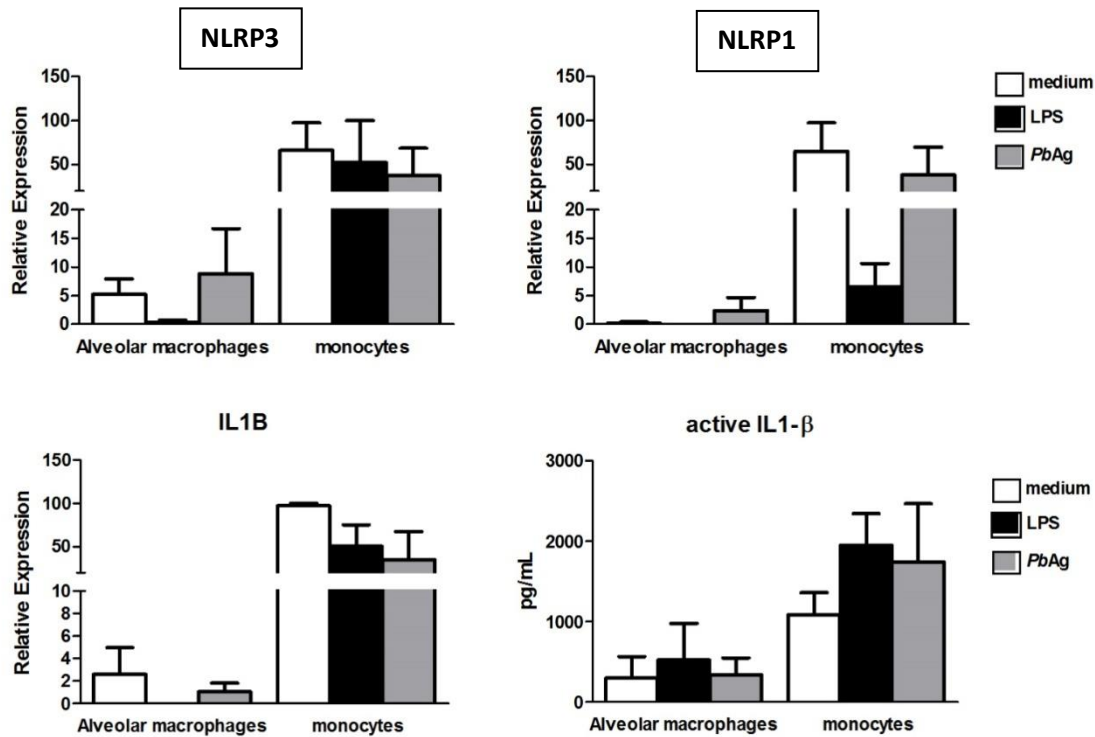 NLRP3
Relative Expression
150
100
50
20
15
10
5
0
Alveolar macrophages monocytes
NLRP1
Relative Expression
150
100
50
20
15
10
5
0
Alveolar macrophages monocytes
medium
LPS
PbAg
IL1B
Relative Expression
150
100
50
10
8
6
4
2
0
Alveolar macrophages monocytes
active IL1-β
pg/mL
3000
2000
1000
0
Alveolar macrophages monocytes
medium
LPS
PbAg